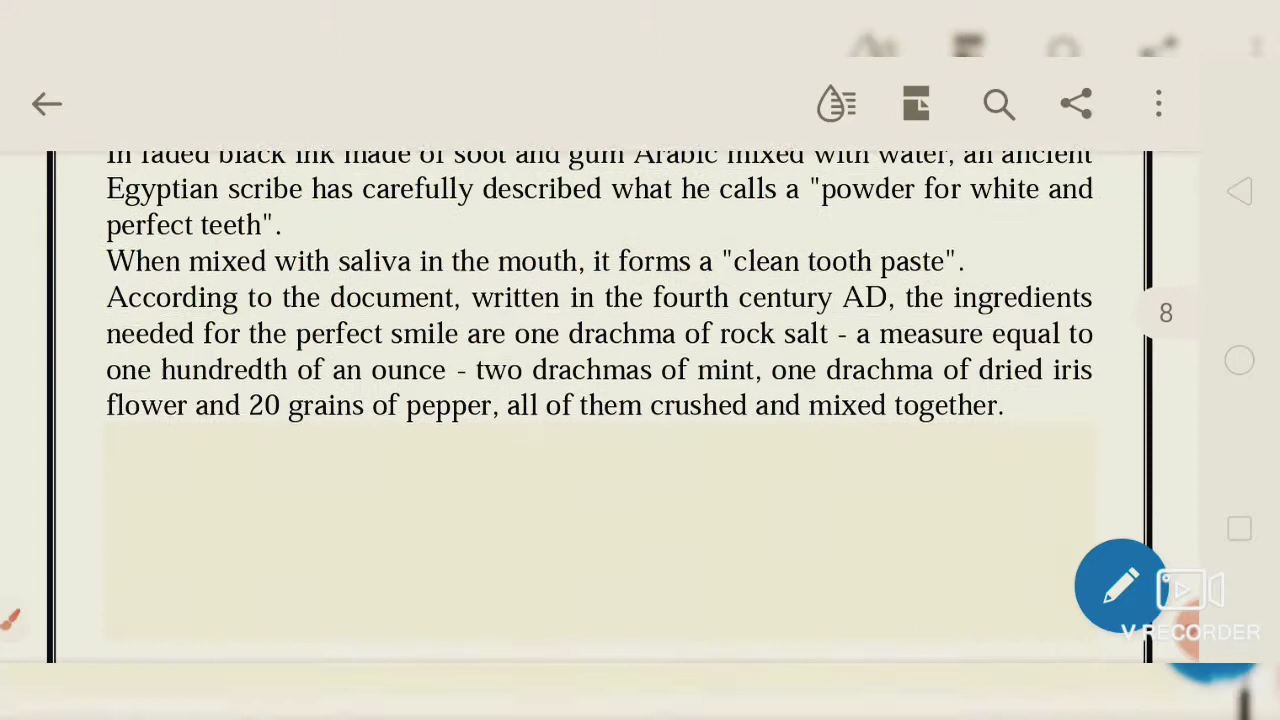 In faded black ink made of soot and gum Arabic mixed with water, an ancient
Egyptian scribe has carefully described what he calls a "powder for white and
perfect teeth".
When mixed with saliva in the mouth, it forms a "clean tooth paste".
According to the document, written in the fourth century AD, the ingredients
needed for the perfect smile are one drachma of rock salt - a measure equal to
one hundredth of an ounce - two drachmas of mint, one drachma of dried iris
flower and 20 grains of pepper, all of them crushed and mixed together.
8
V RECORDER